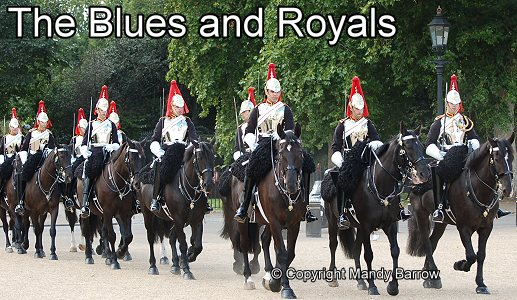 The Blues and Royals
© Copyright Mandy Barrow